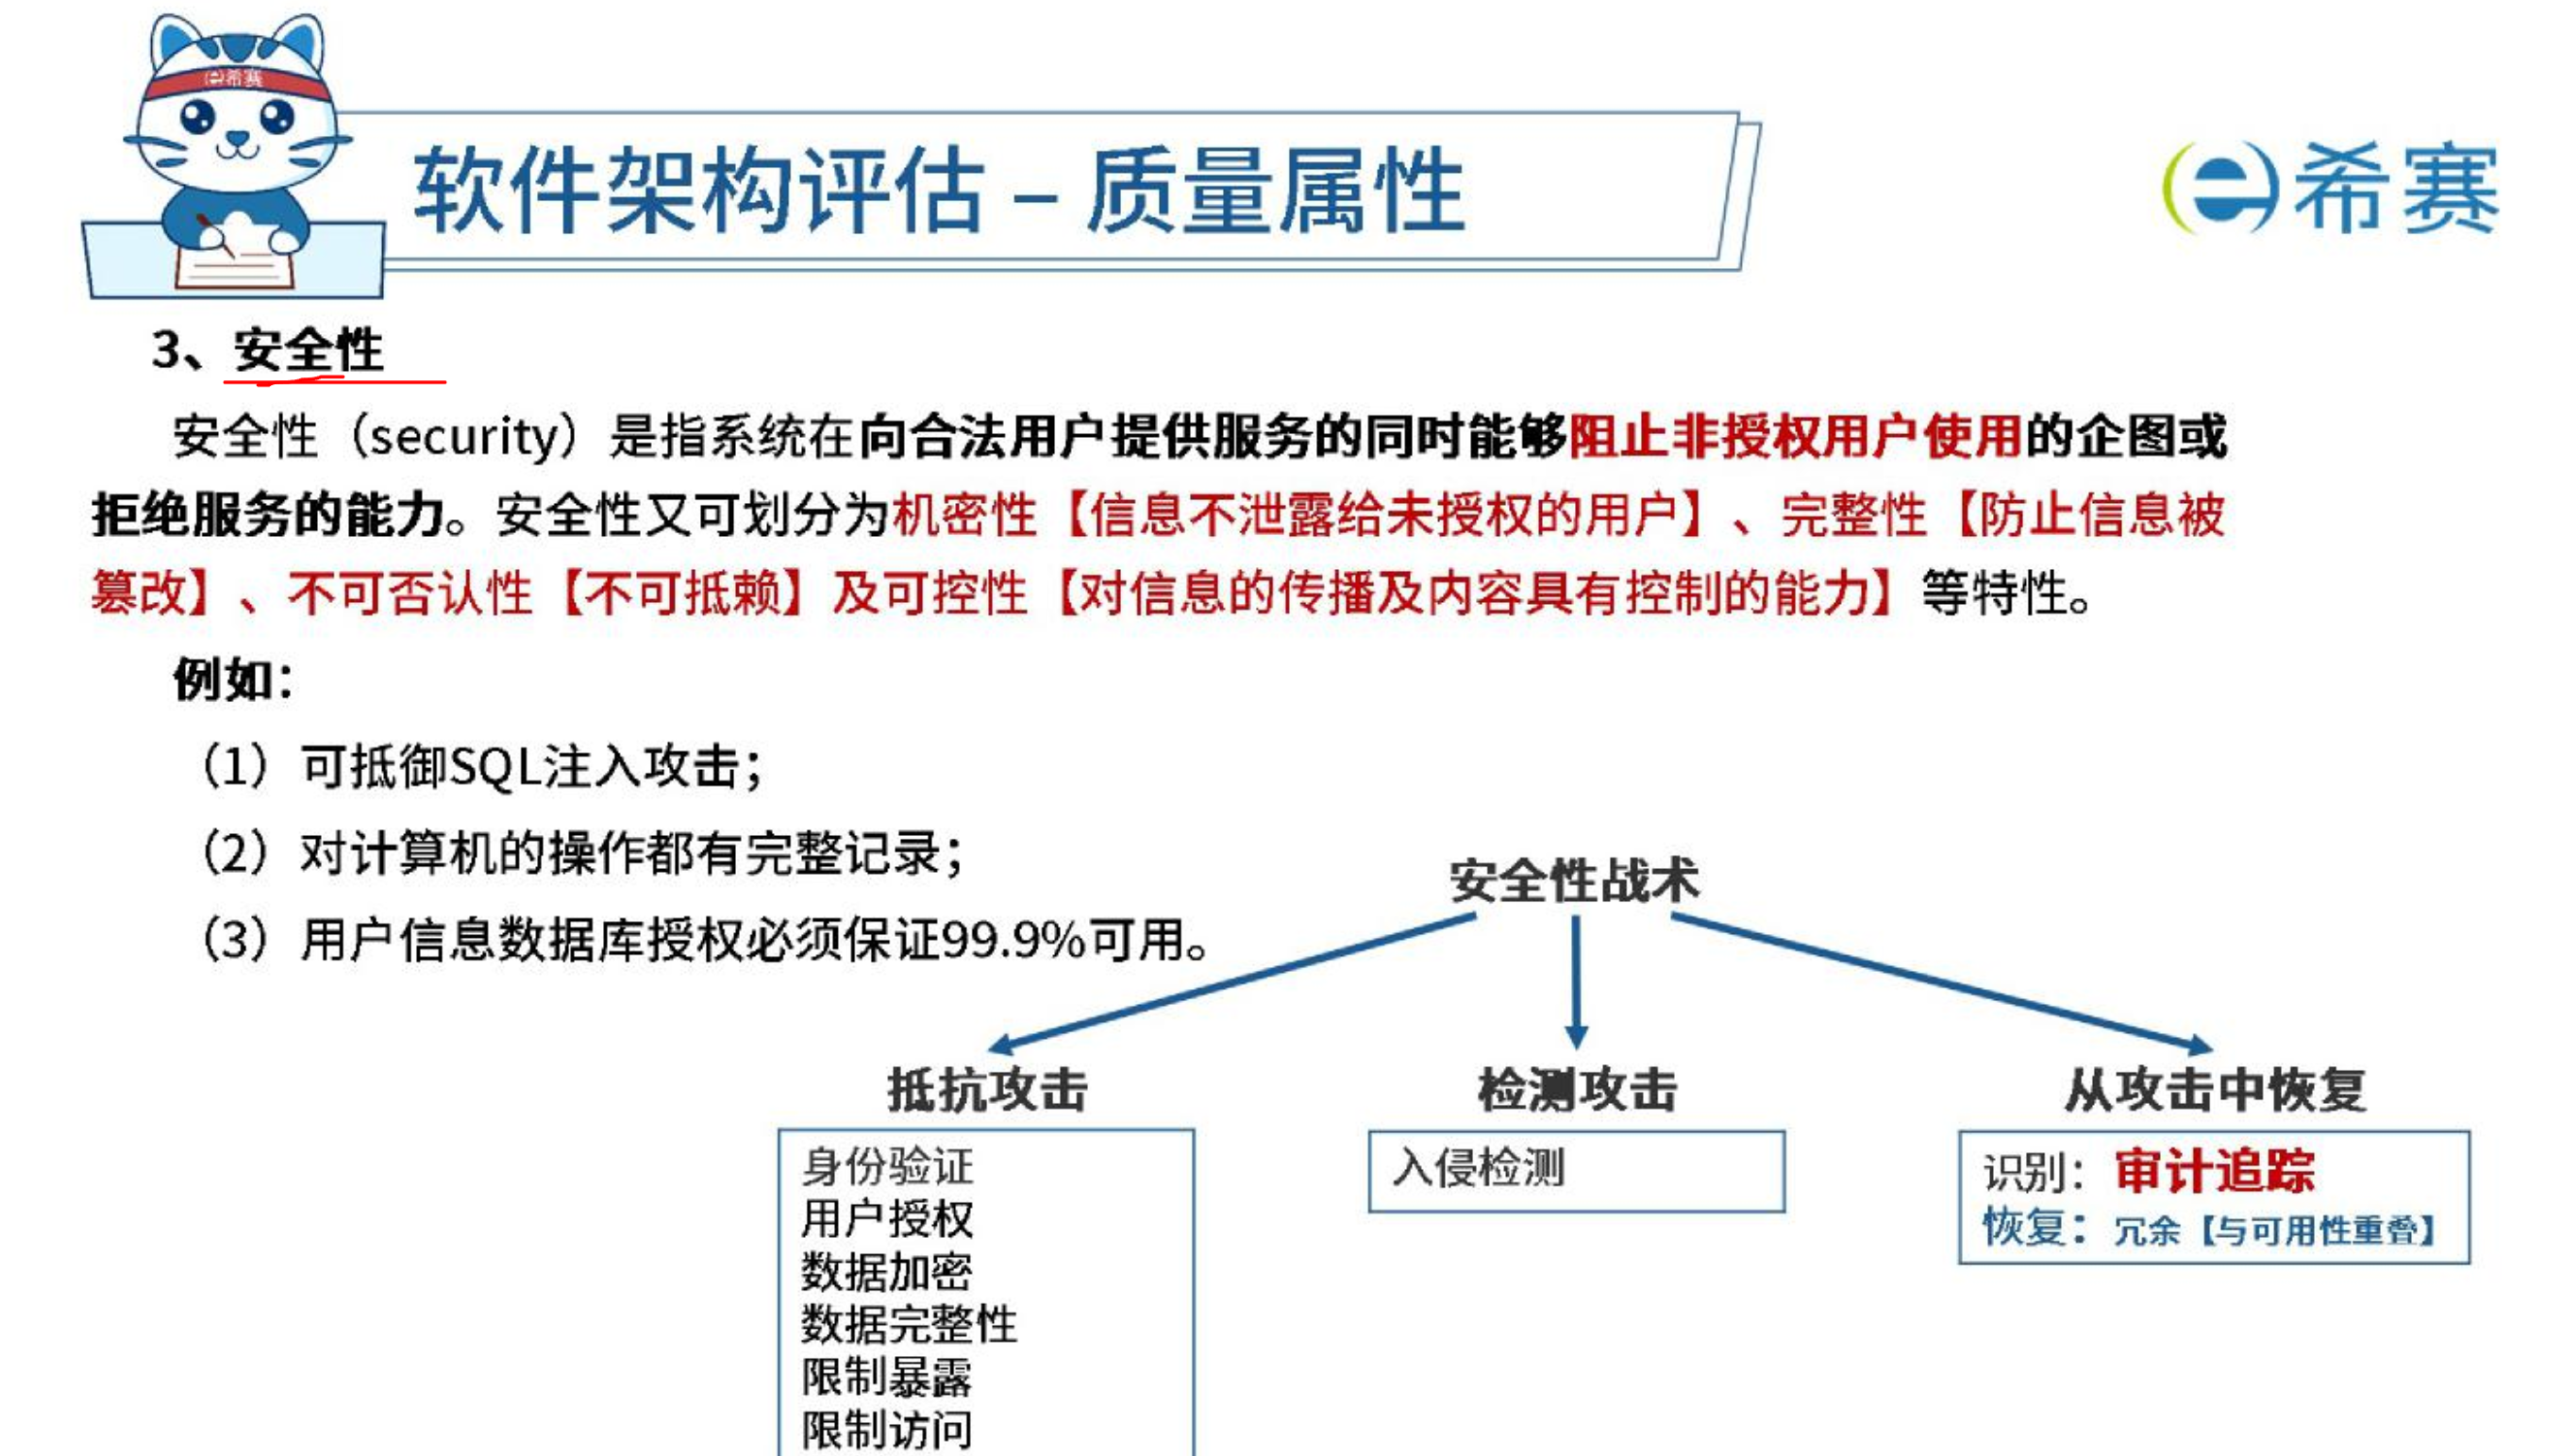 e希赛
软件架构评估 – 质量属性
e希赛
3、安全性
安全性（security）是指系统在向合法用户提供服务的同时能够阻止非授权用户使用的企图或
拒绝服务的能力。安全性又可划分为机密性【信息不泄露给未授权的用户】、完整性【防止信息被
篡改】、不可否认性【不可抵赖】及可控性【对信息的传播及内容具有控制的能力】等特性。
例如：
（1）可抵御SQL注入攻击；
（2）对计算机的操作都有完整记录；
（3）用户信息数据库授权必须保证99.9%可用。
安全性战术
抵抗攻击
身份验证
用户授权
数据加密
数据完整性
限制暴露
限制访问
检测攻击
入侵检测
从攻击中恢复
识别：审计追踪
恢复：冗余【与可用性重叠】